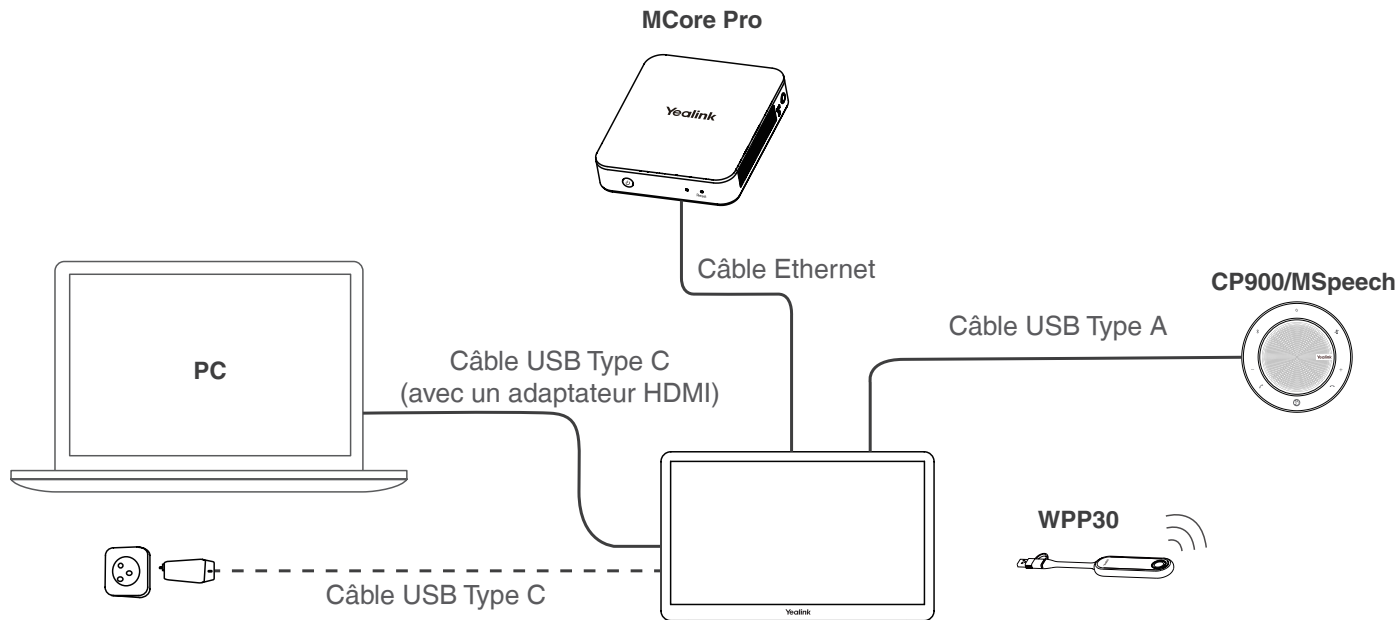 MCore Pro
Yealink
Câble Ethernet
CP900/MSpeech
Câble USB Type A
Yealink
PC
Câble USB Type C
(avec un adaptateur HDMI)
WPP30
Câble USB Type C
Yealink